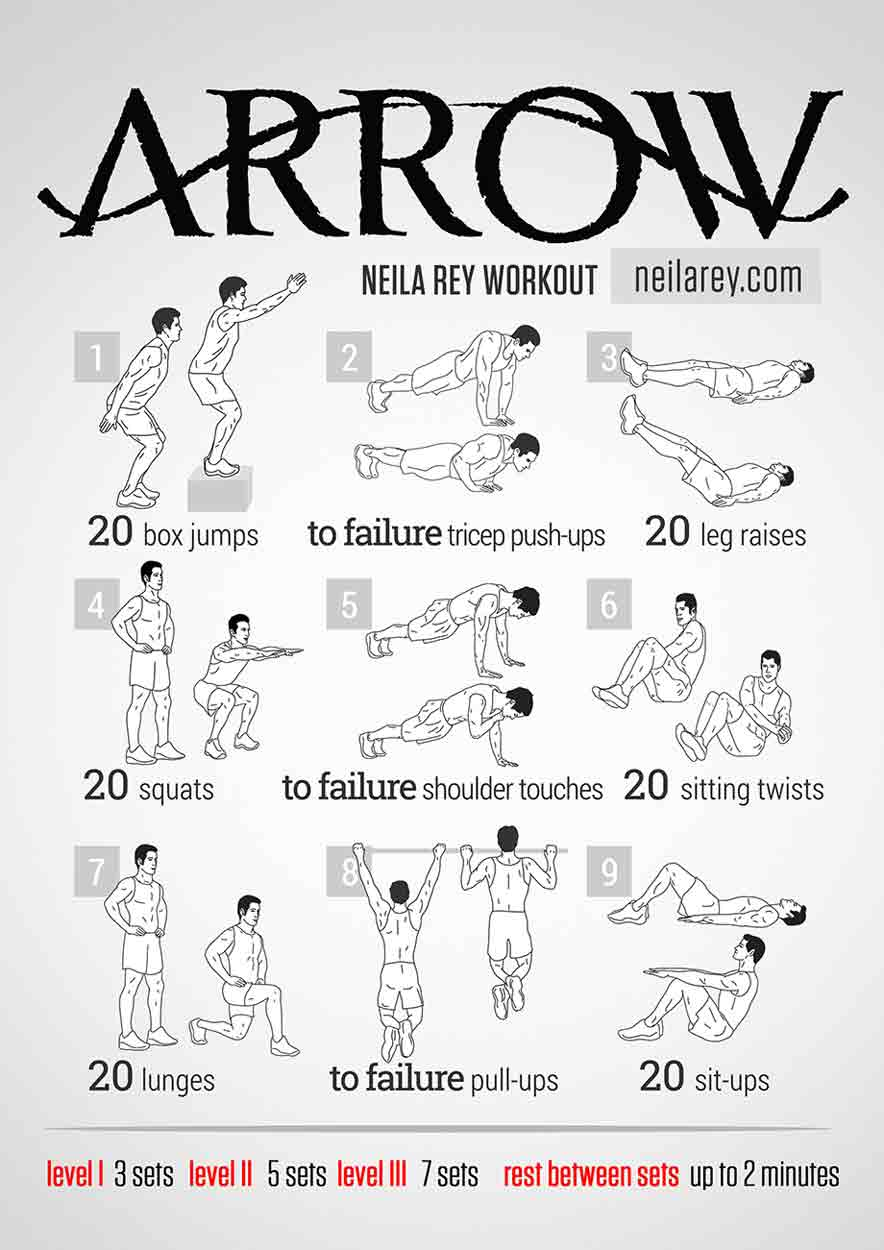 ARROW
NEILA REY WORKOUT neilarey.com
1 2 3
20 box jumps to failure tricep push-ups 20 leg raises
4 5 6
20 squats to failure shoulder touches 20 sitting twists
7 8 9
20 lunges to failure pull-ups 20 sit-ups
level I 3 sets level II 5 sets level III 7 sets rest between sets up to 2 minutes